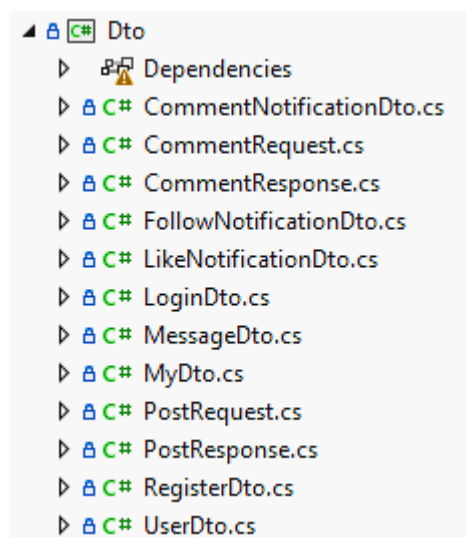 C# Dto
Dependencies
C# CommentNotificationDto.cs
C# CommentRequest.cs
C# CommentResponse.cs
C# FollowNotificationDto.cs
C# LikeNotificationDto.cs
C# LoginDto.cs
C# MessageDto.cs
C# MyDto.cs
C# PostRequest.cs
C# PostResponse.cs
C# RegisterDto.cs
C# UserDto.cs